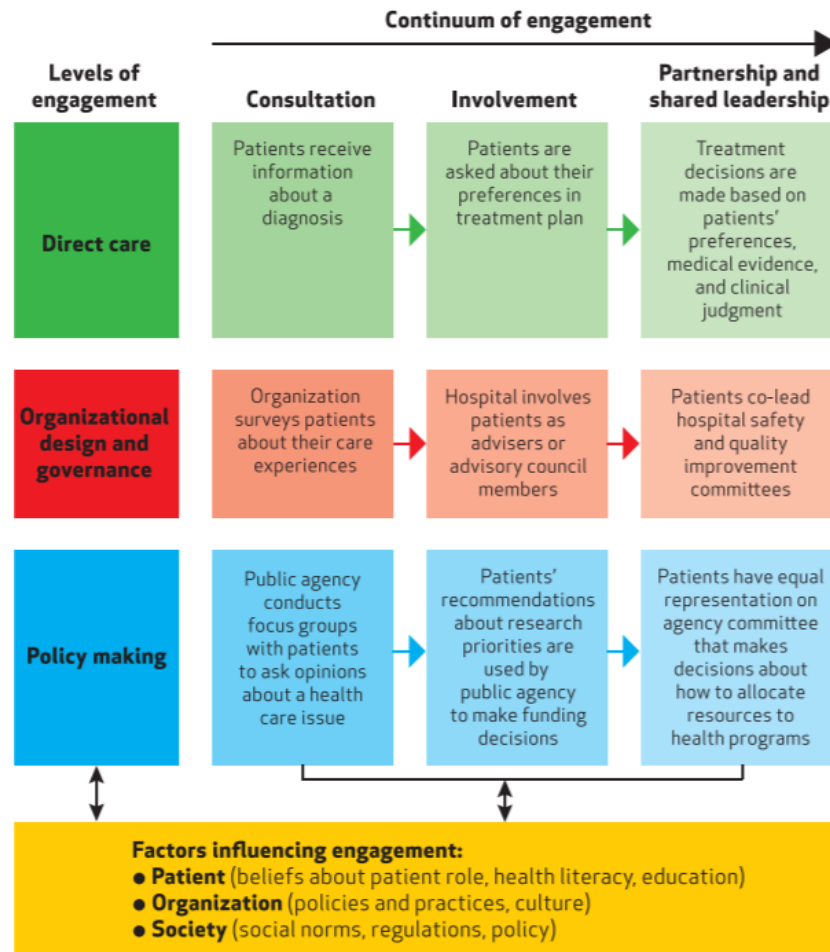 Continuum of engagement
Levels of
engagement
Consultation
Involvement
Partnership and
shared leadership
Direct care
Patients receive
information
about a
diagnosis
Patients are
asked about their
preferences in
treatment plan
Treatment
decisions are
made based on
patients’
preferences,
medical evidence,
and clinical
judgment
Organizational
design and
governance
Organization
surveys patients
about their care
experiences
Hospital involves
patients as
advisers or
advisory council
members
Patients co-lead
hospital safety
and quality
improvement
committees
Policy making
Public agency
conducts
focus groups
with patients
to ask opinions
about a health
care issue
Patients’
recommendations
about research
priorities are
used by
public agency
to make funding
decisions
Patients have equal
representation on
agency committee
that makes
decisions about
how to allocate
resources to
health programs
Factors influencing engagement:
● Patient (beliefs about patient role, health literacy, education)
● Organization (policies and practices, culture)
● Society (social norms, regulations, policy)